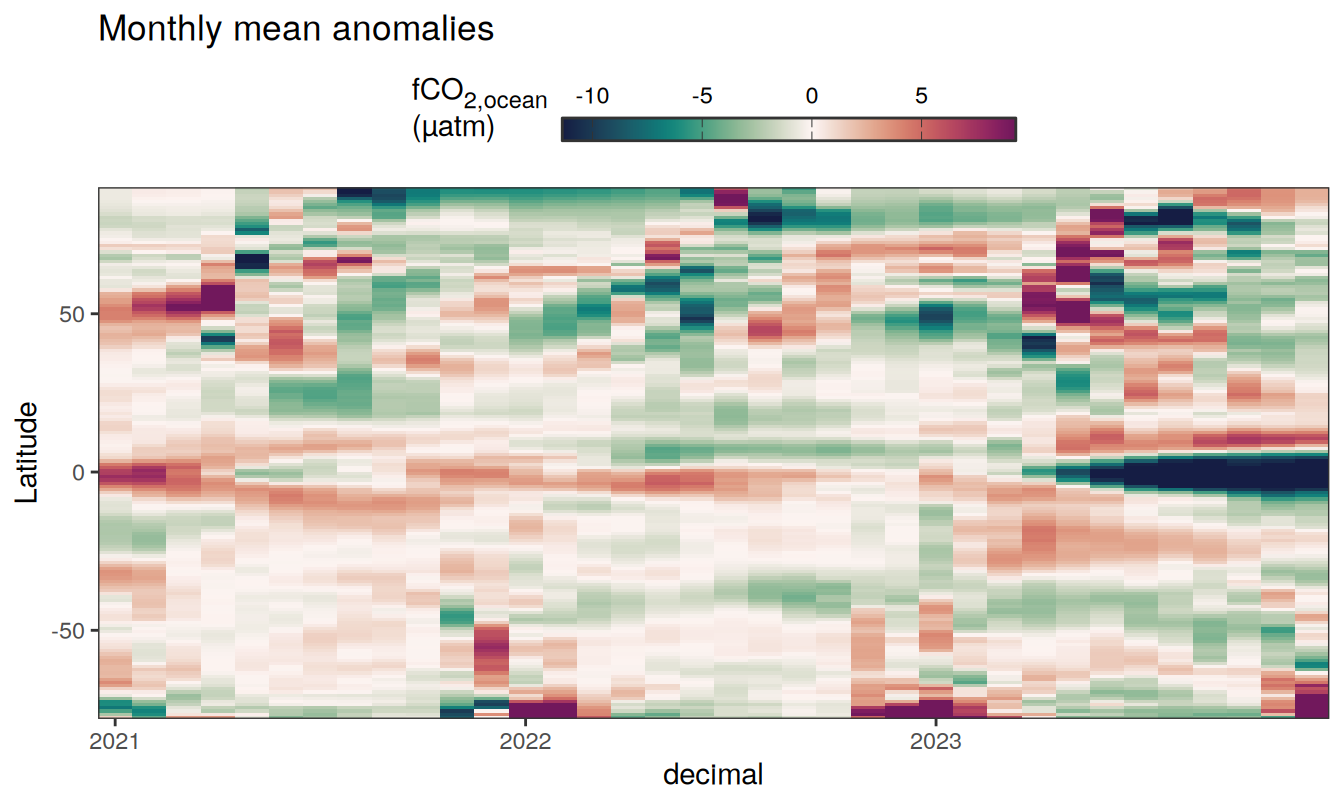 Monthly mean anomalies
fCO2,ocean
(µatm)
-10 -5 0 5
Latitude
50
0
-50
2021 2022 2023
decimal